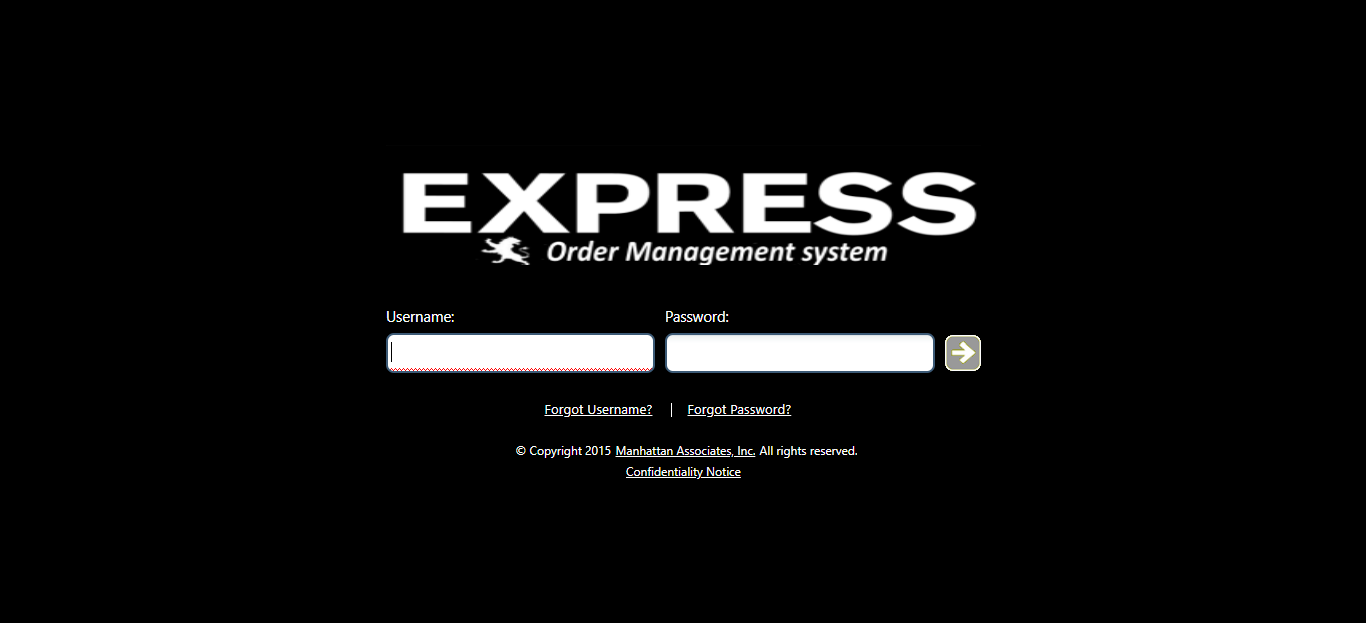 EXPRESS
Order Management system
Username: Password:
Forgot Username? | Forgot Password?
© Copyright 2015 Manhattan Associates, Inc. All rights reserved.
Confidentiality Notice